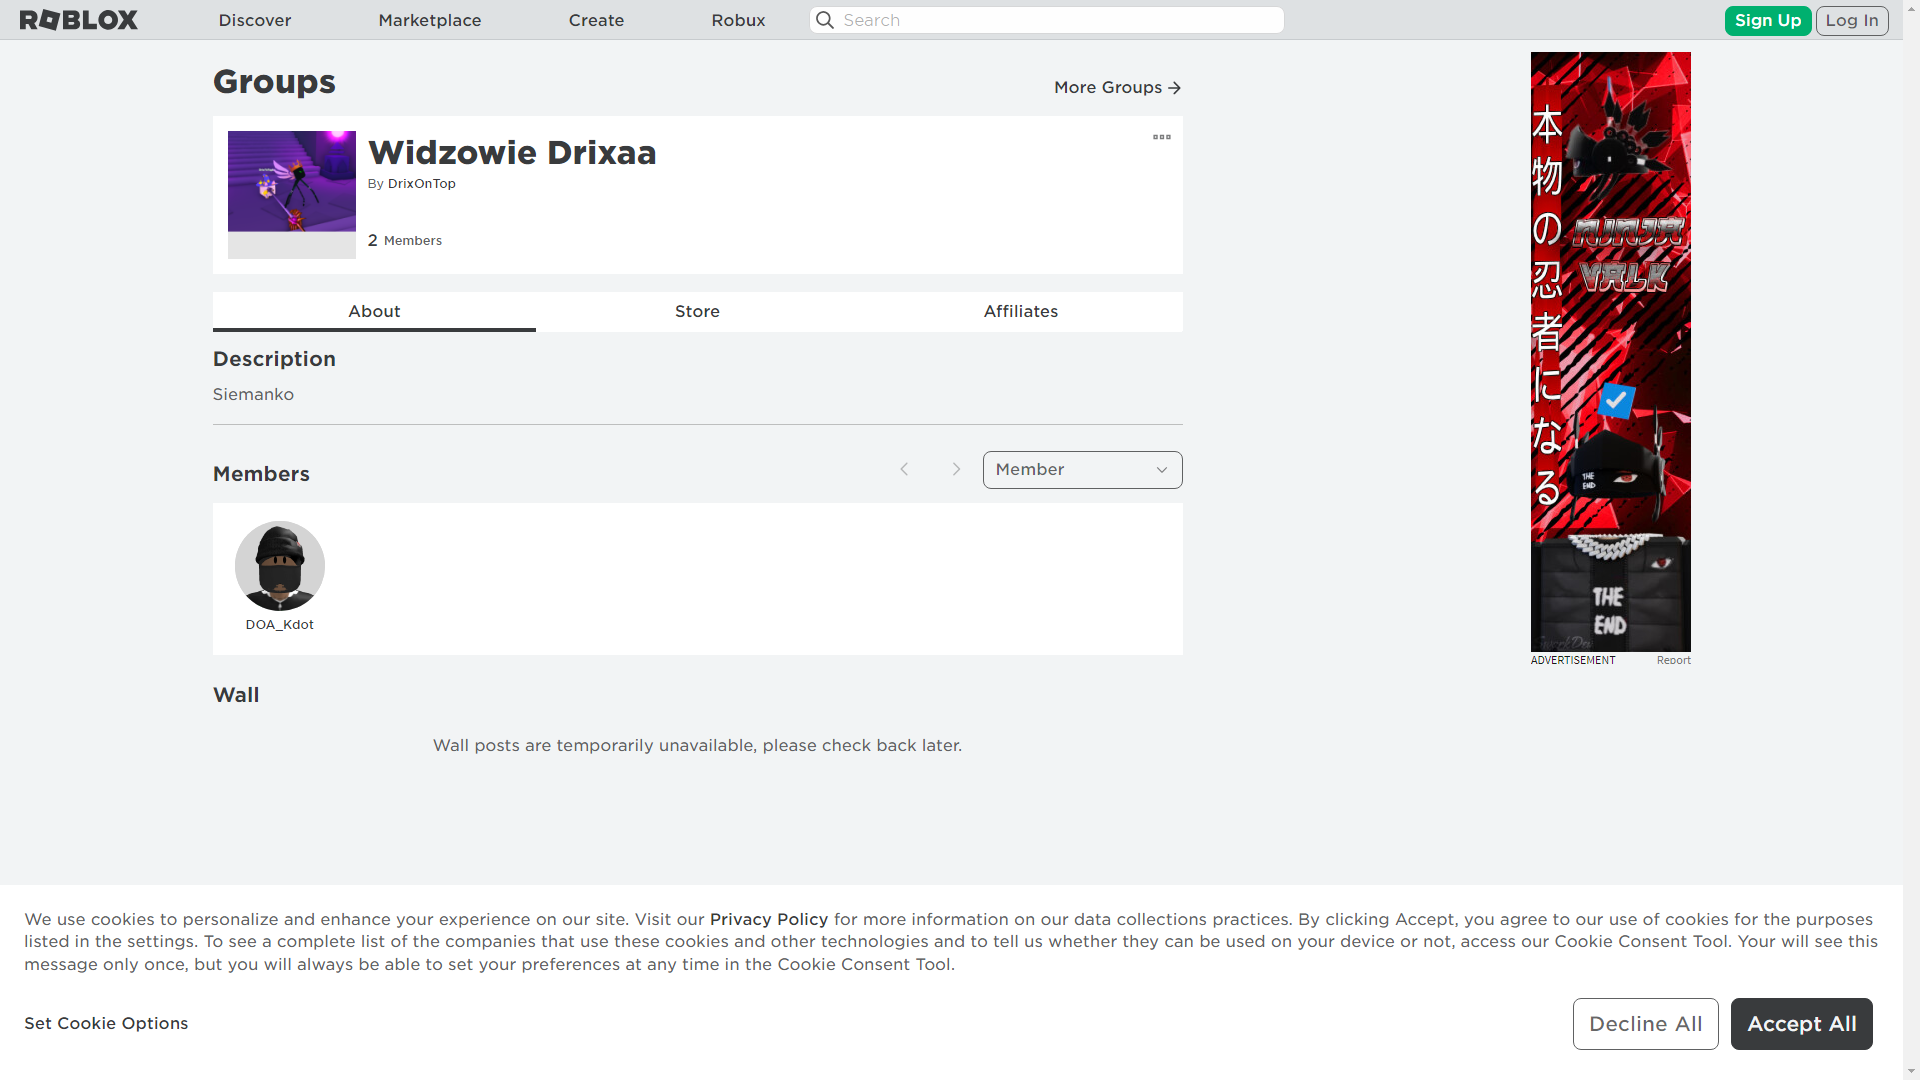 ROBLOX
Discover
Marketplace
Create
Robux
Search
Sign Up
Log In
Groups
More Groups
Widzowie Drixaa
By DrixOnTop
2 Members
About
Store
Affiliates
Description
Siemanko
Members
Member
DOA_Kdot
Wall
Wall posts are temporarily unavailable, please check back later.
本物の忍者になる
NINJA
VALK
THE
END
THE
END
ADVERTISEMENT
Report
We use cookies to personalize and enhance your experience on our site. Visit our Privacy Policy for more information on our data collections practices. By clicking Accept, you agree to our use of cookies for the purposes
listed in the settings. To see a complete list of the companies that use these cookies and other technologies and to tell us whether they can be used on your device or not, access our Cookie Consent Tool. Your will see this
message only once, but you will always be able to set your preferences at any time in the Cookie Consent Tool.
Set Cookie Options
Decline All
Accept All